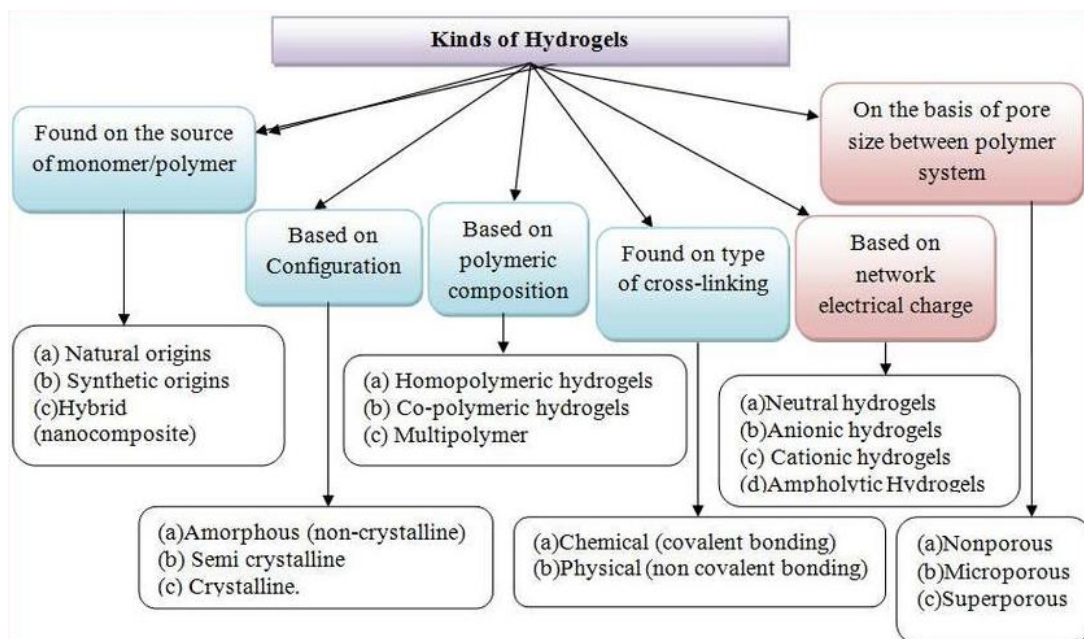 Kinds of Hydrogels
Found on the source
of monomer/polymer
Based on
Configuration
Based on
polymeric
composition
Found on type
of cross-linking
Based on
network
electrical charge
On the basis of pore
size between polymer
system
(a) Natural origins
(b) Synthetic origins
(c)Hybrid
(nanocomposite)
(a)Amorphous (non-crystalline)
(b) Semi crystalline
(c) Crystalline.
(a) Homopolymeric hydrogels
(b) Co-polymeric hydrogels
(c) Multipolymer
(a)Chemical (covalent bonding)
(b)Physical (non covalent bonding)
(a)Neutral hydrogels
(b)Anionic hydrogels
(c) Cationic hydrogels
(d)Ampholytic Hydrogels
(a)Nonporous
(b)Microporous
(c)Superporous